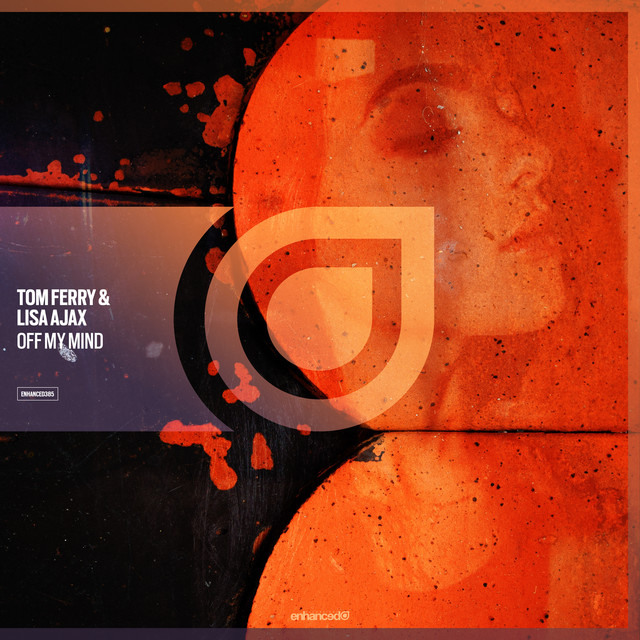 TOM FERRY &
LISA AJAX
OFF MY MIND
ENHANCED385
enhanced